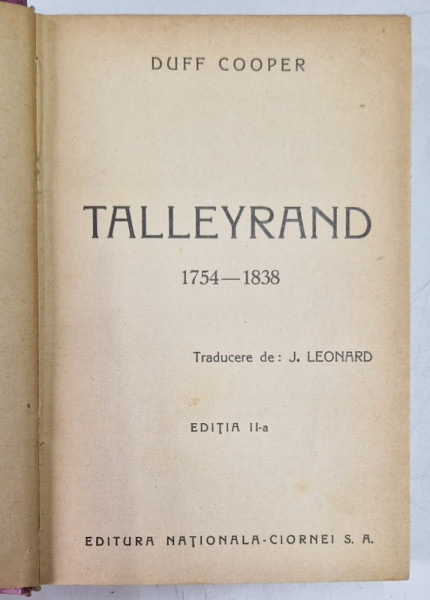 DUFF COOPER
TALLEYRAND
1754—1838
Traducere de: J. LEONARD
EDIŢIA II-a
EDITURA NAŢIONALA-CIORNEI S. A.